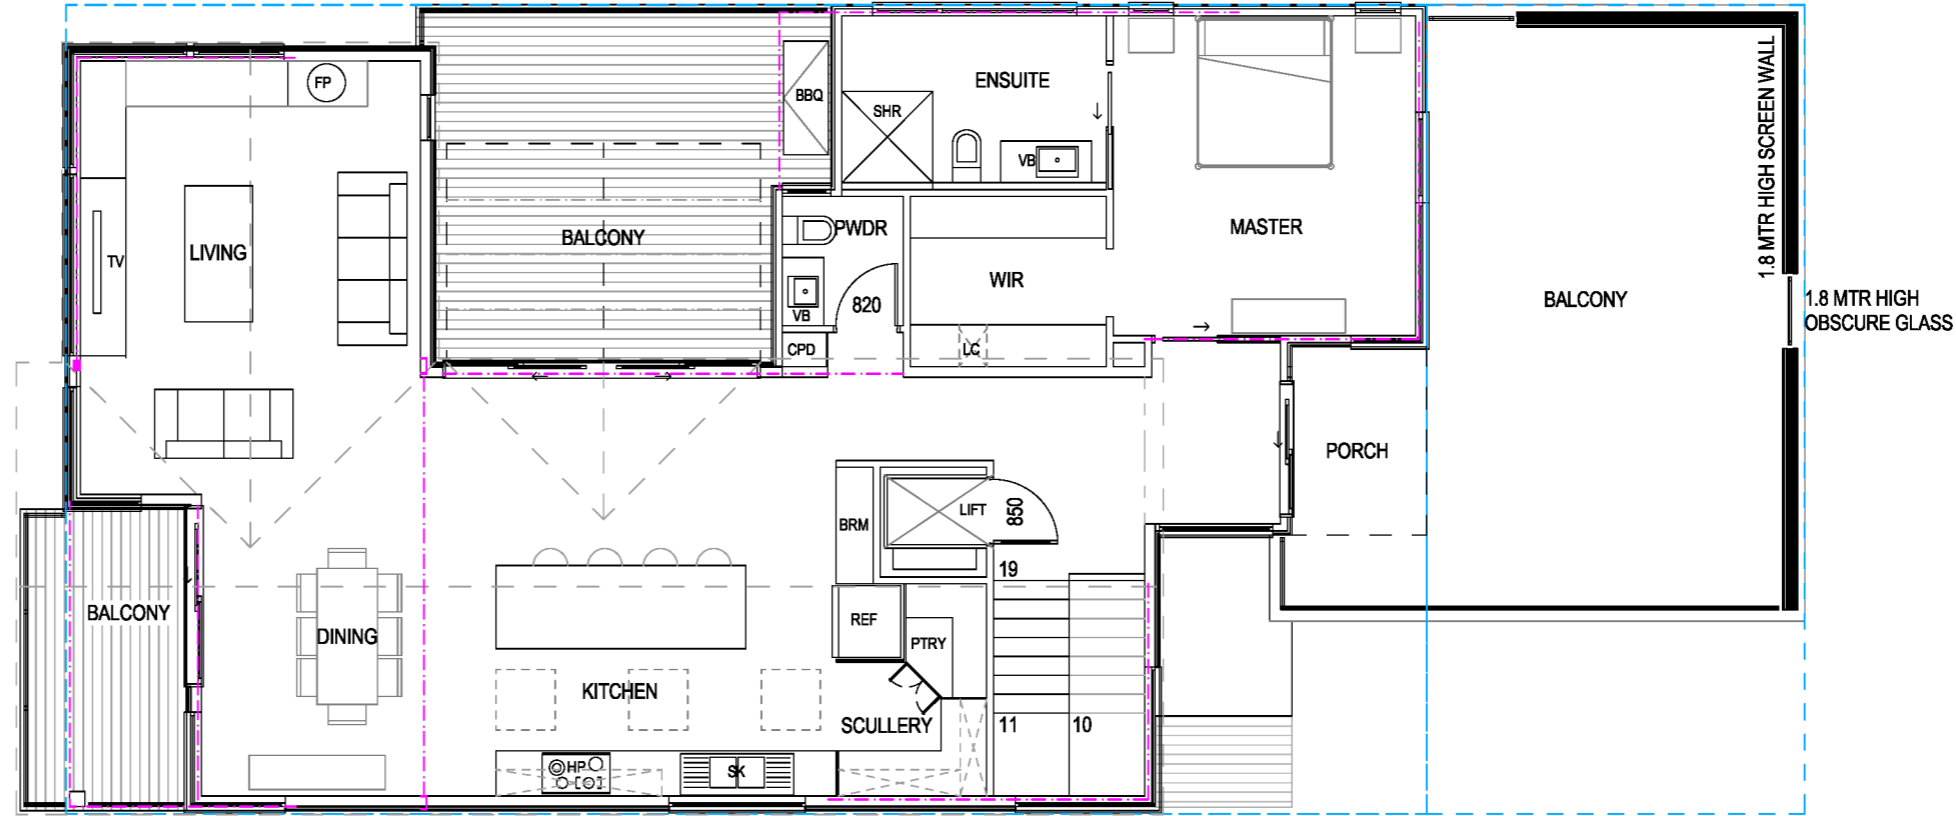 FP
BBQ
ENSUITE
SHR
VB
1.8 MTR HIGH SCREEN WALL
LIVING
TV
BALCONY
PWDR
MASTER
WIR
VB
820
BALCONY
1.8 MTR HIGH
OBSCURE GLASS
CPD
LC
PORCH
BRM
LIFT
850
19
BALCONY
DINING
REF
PTRY
KITCHEN
SCULLERY
11
10
HP
SK